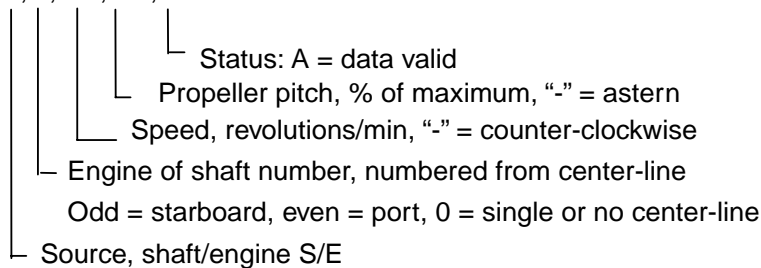 Status: A = data valid
Propeller pitch, % of maximum, “-” = astern
Speed, revolutions/min, “-” = counter-clockwise
Engine of shaft number, numbered from center-line
Odd = starboard, even = port, 0 = single or no center-line
Source, shaft/engine S/E